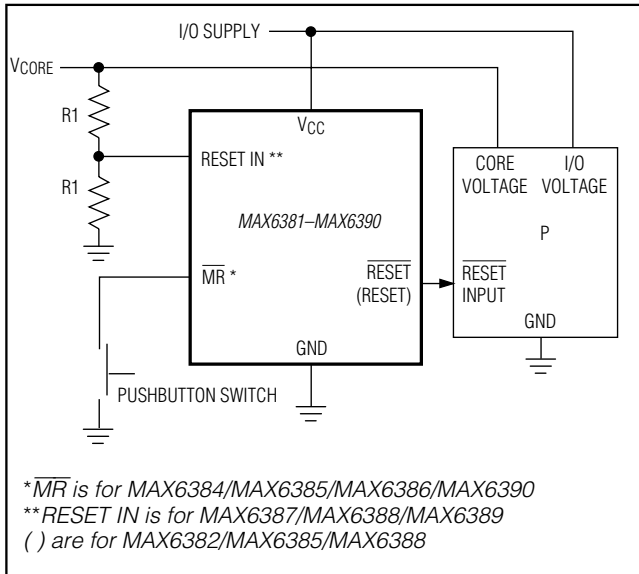 I/O SUPPLY
VCORE
R1
VCC
RESET IN **
CORE VOLTAGE
I/O VOLTAGE
R1
MAX6381–MAX6390
P
MR *
RESET (RESET)
RESET INPUT
GND
GND
PUSHBUTTON SWITCH
*MR is for MAX6384/MAX6385/MAX6386/MAX6390
**RESET IN is for MAX6387/MAX6388/MAX6389
( ) are for MAX6382/MAX6385/MAX6388